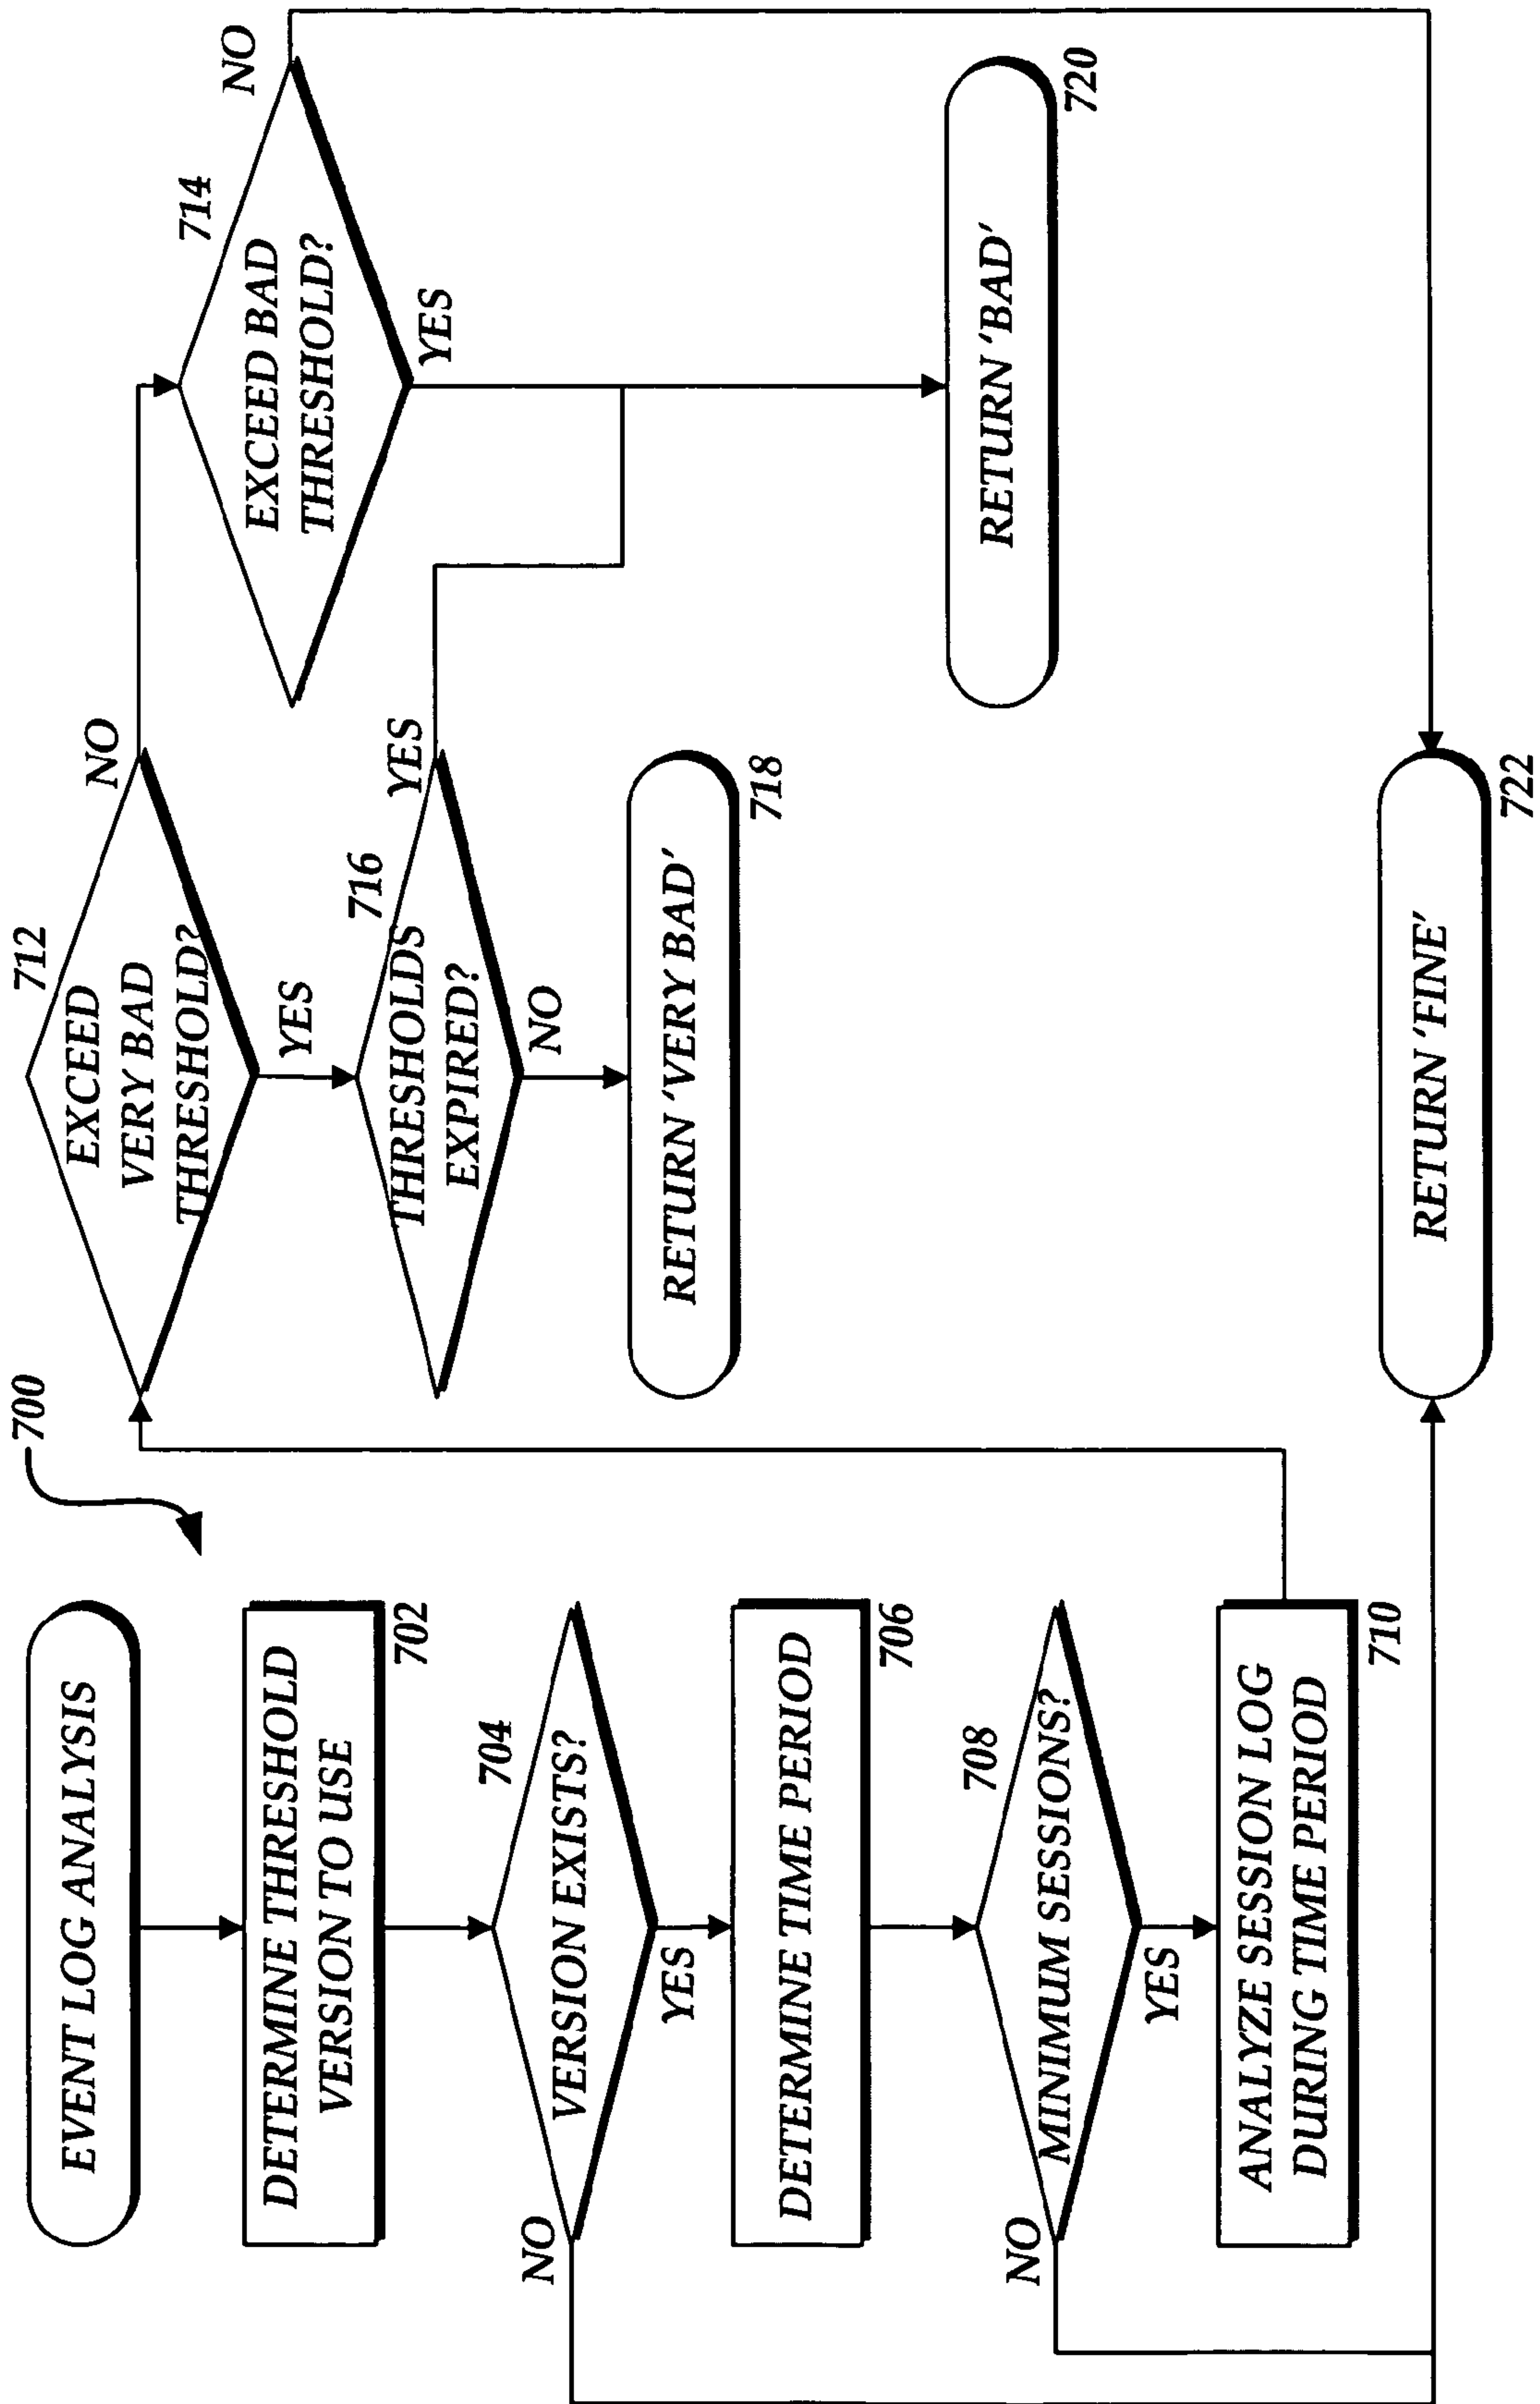 700
EVENT LOG ANALYSIS
DETERMINE THRESHOLD
VERSION TO USE
702
704
VERSION EXISTS?
NO
YES
DETERMINE TIME PERIOD
706
708
MINIMUM SESSIONS?
NO
YES
ANALYZE SESSION LOG
DURING TIME PERIOD
710
712
EXCEED
VERY BAD
THRESHOLD?
NO
YES
714
EXCEED BAD
THRESHOLD?
NO
YES
716
THRESHOLDS
EXPIRED?
YES
NO
RETURN 'VERY BAD'
718
RETURN 'BAD'
720
RETURN 'FINE'
722